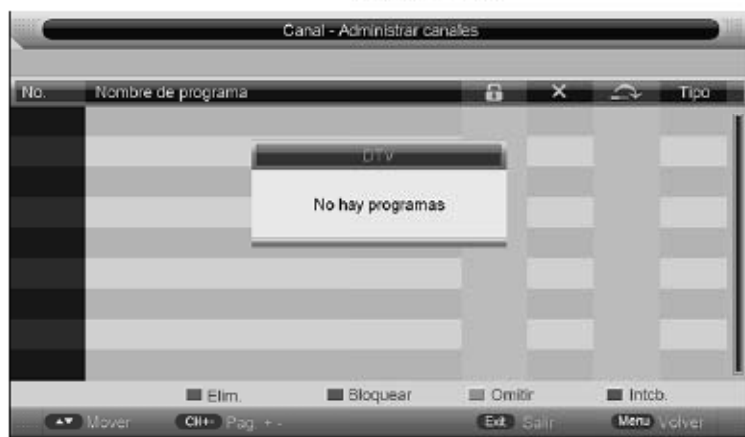 Canal - Administrar canales
No. Nombre de programa Tipo
DTV
No hay programas
Elim. Bloquear Omitir Intcb.
Mover CH+- Pag. + - Exit Salir Menu Volver